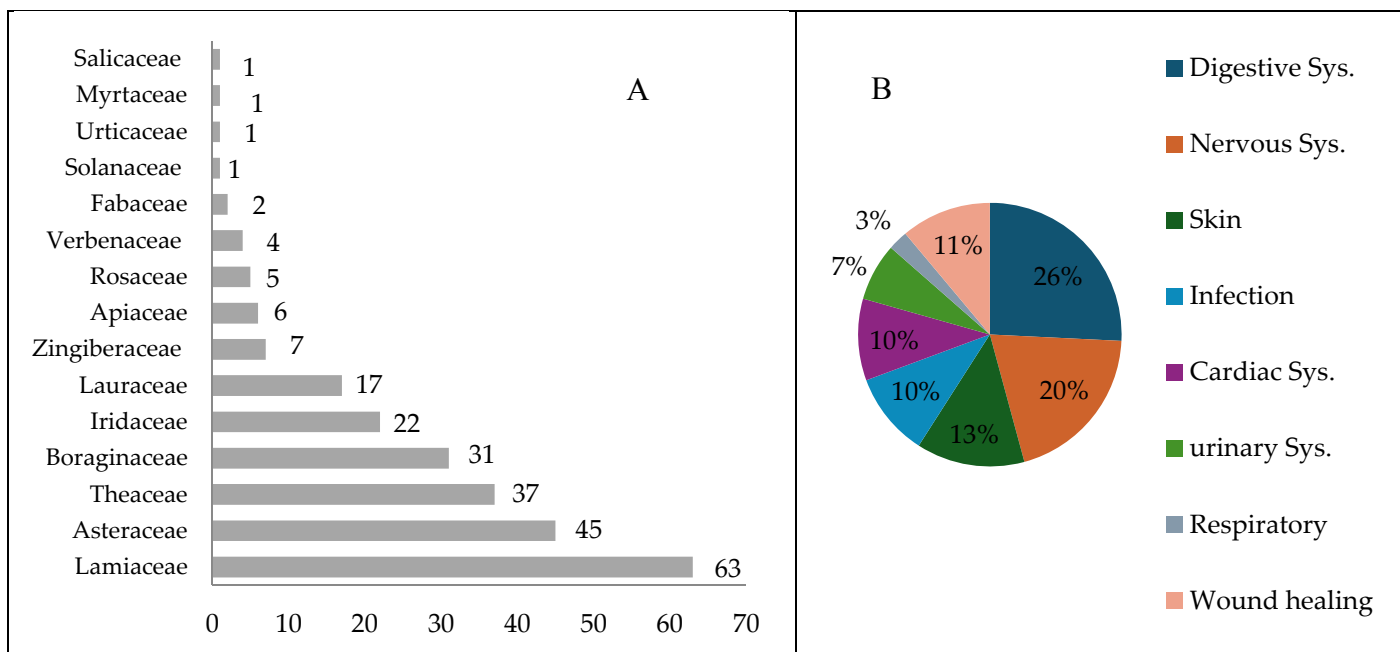 A
Salicaceae 1
Myrtaceae 1
Urticaceae 1
Solanaceae 1
Fabaceae 2
Verbenaceae 4
Rosaceae 5
Apiaceae 6
Zingiberaceae 7
Lauraceae 17
Iridaceae 22
Boraginaceae 31
Theaceae 37
Asteraceae 45
Lamiaceae 63
0 10 20 30 40 50 60 70
B
26%
20%
13%
10%
10%
7%
3%
11%
Digestive Sys.
Nervous Sys.
Skin
Infection
Cardiac Sys.
urinary Sys.
Respiratory
Wound healing